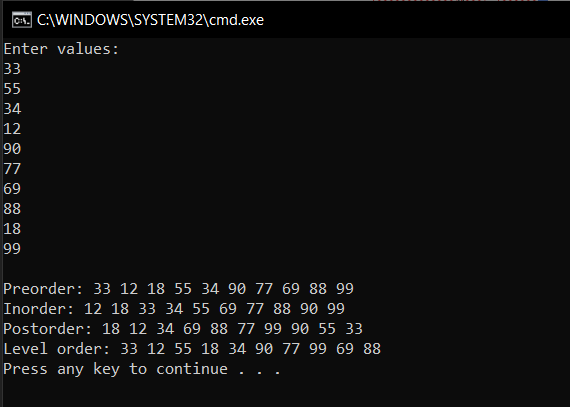 C:\WINDOWS\SYSTEM32\cmd.exe
Enter values:
33
55
34
12
90
77
69
88
18
99
Preorder: 33 12 18 55 34 90 77 69 88 99
Inorder: 12 18 33 34 55 69 77 88 90 99
Postorder: 18 12 34 69 88 77 99 90 55 33
Level order: 33 12 55 18 34 90 77 99 69 88
Press any key to continue . . .